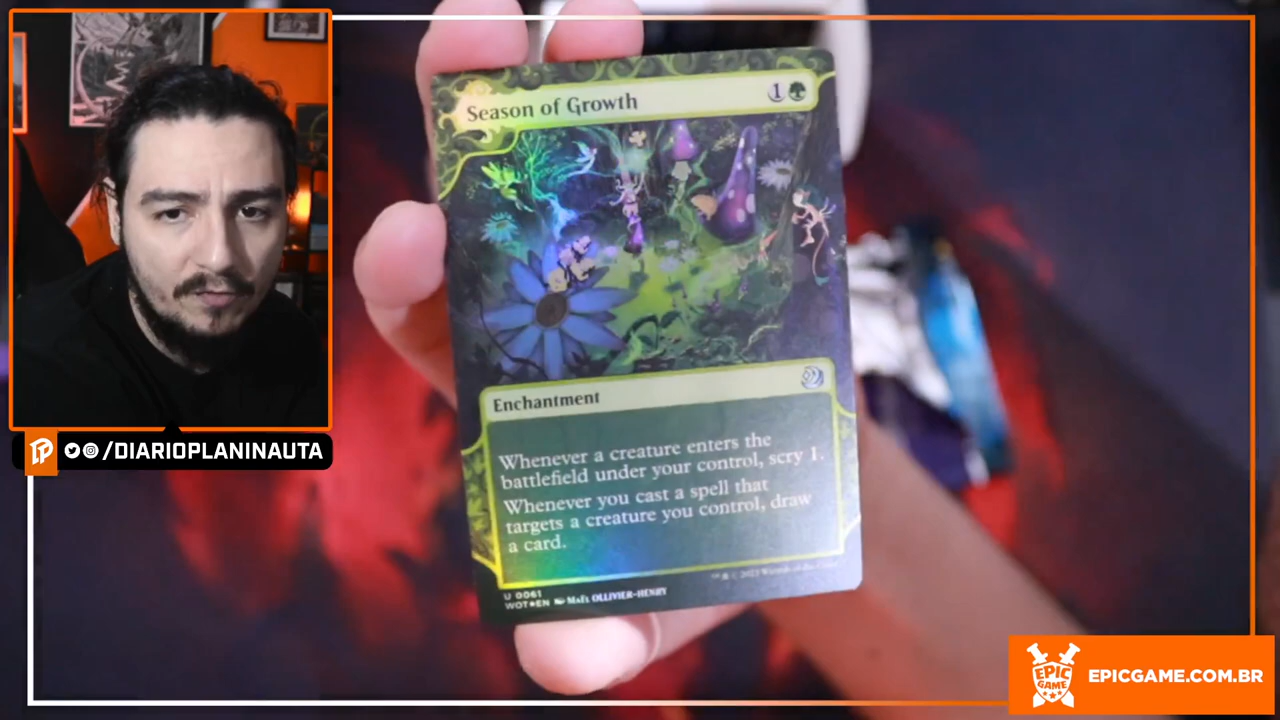 Season of Growth 1
Enchantment
Whenever a creature enters the
battlefield under your control, scry 1.
Whenever you cast a spell that
targets a creature you control, draw
a card.
U 0061
WOT★EN MAËL OLLIVIER-HENRY
/DIARIOPLANINAUTA
EPIC
GAME
EPICGAME.COM.BR